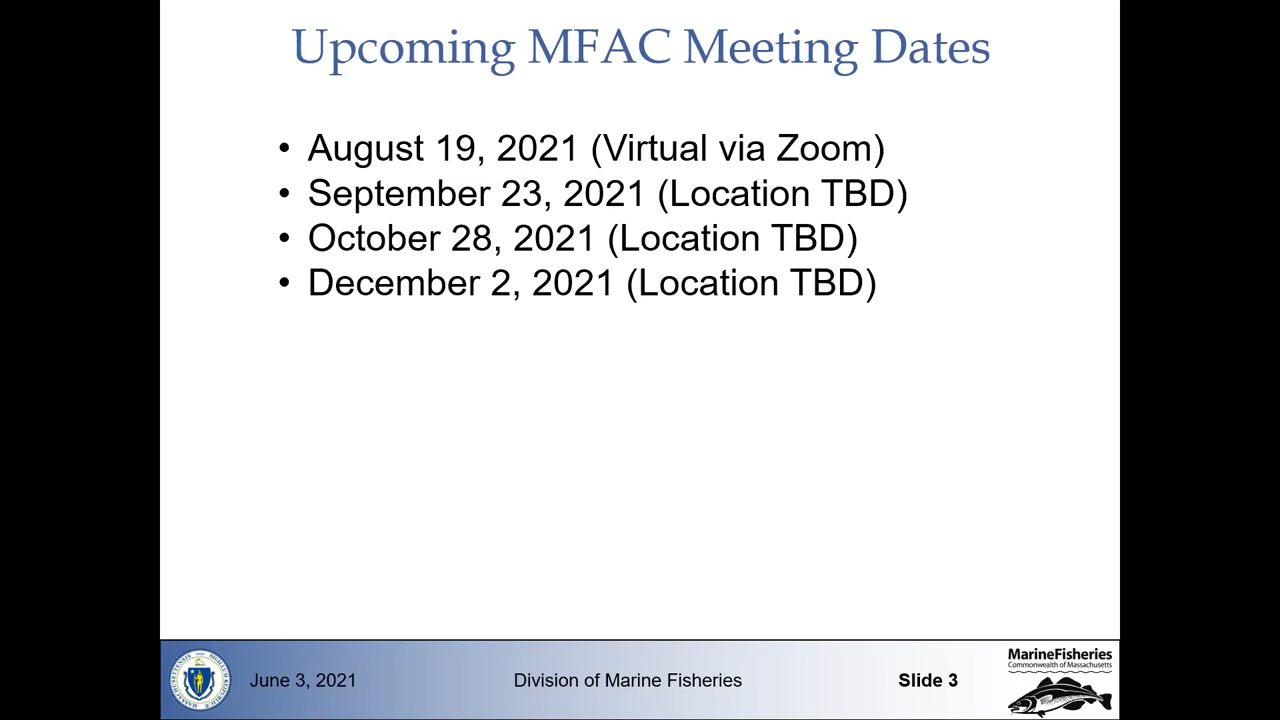 Upcoming MFAC Meeting Dates
• August 19, 2021 (Virtual via Zoom)
• September 23, 2021 (Location TBD)
• October 28, 2021 (Location TBD)
• December 2, 2021 (Location TBD)
June 3, 2021
Division of Marine Fisheries
Slide 3
MarineFisheries
Commonwealth of Massachusetts